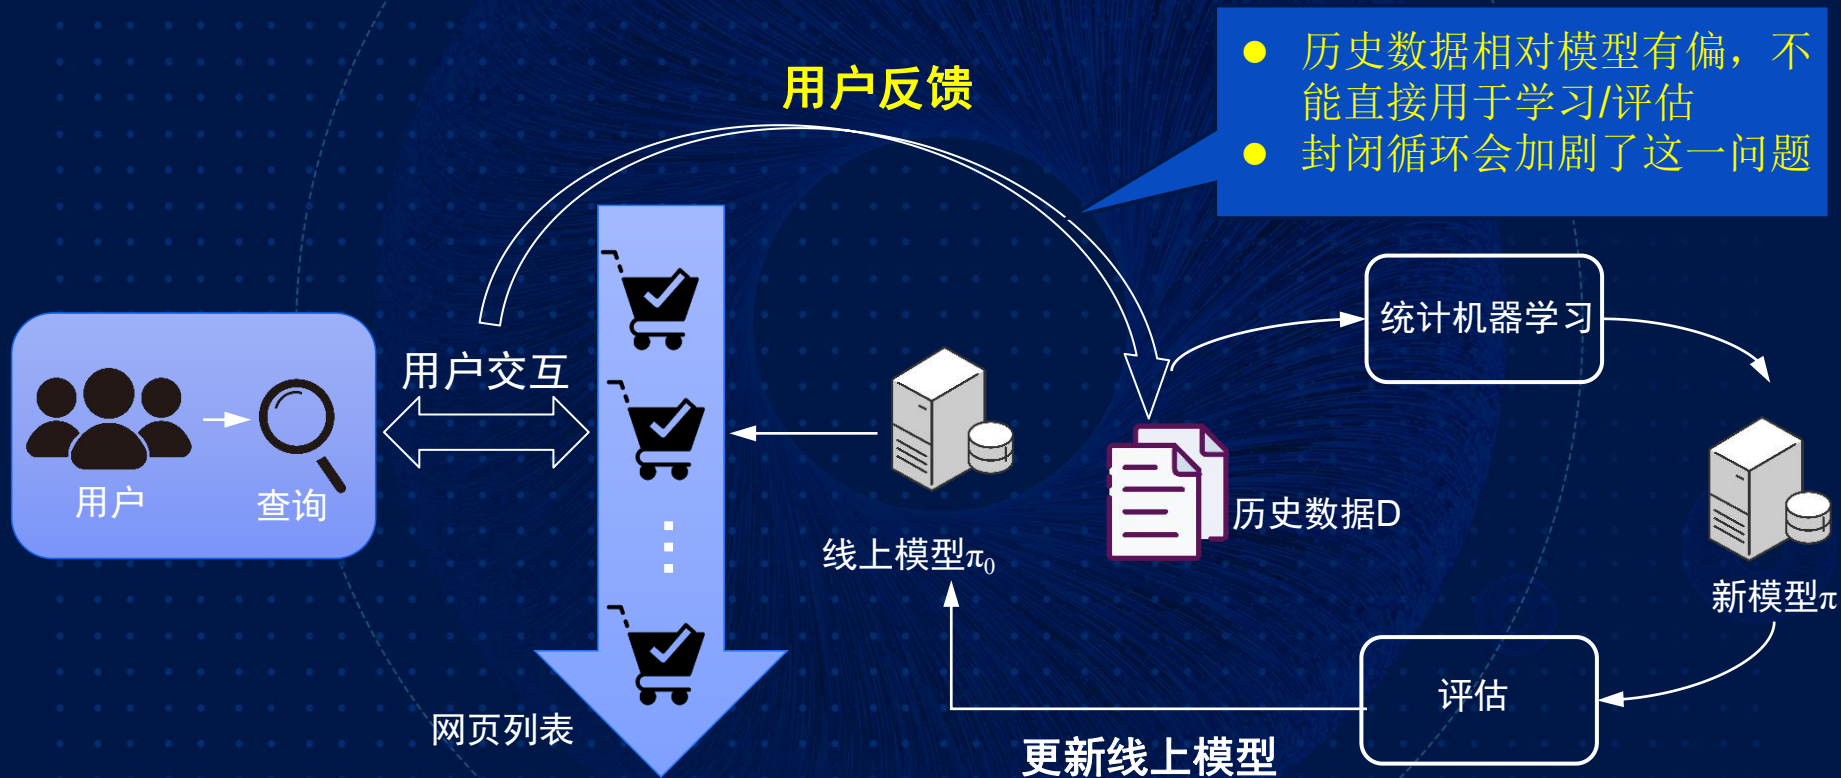 用户反馈
● 历史数据相对模型有偏，不
能直接用于学习/评估
● 封闭循环会加剧了这一问题
统计机器学习
用户交互
用户
查询
历史数据D
线上模型π₀
新模型π
评估
网页列表
更新线上模型